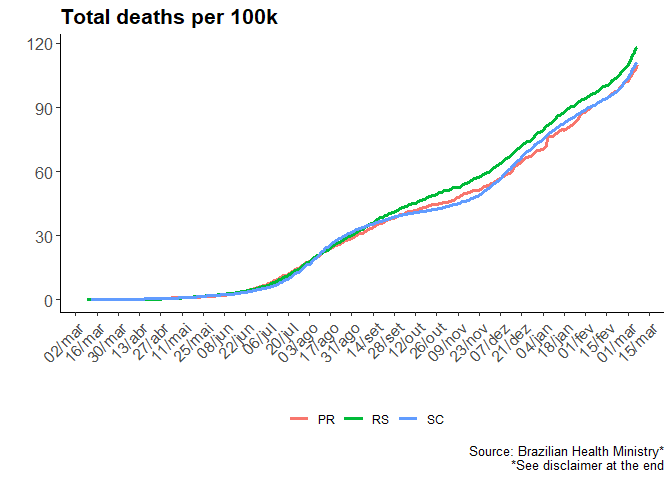 Total deaths per 100k
120
90
60
30
0
02/mar
16/mar
30/mar
13/abr
27/abr
11/mai
25/mai
08/jun
22/jun
06/jul
20/jul
03/ago
17/ago
31/ago
14/set
28/set
12/out
26/out
09/nov
23/nov
07/dez
21/dez
04/jan
18/jan
01/fev
15/fev
01/mar
15/mar
PR RS SC
Source: Brazilian Health Ministry*
*See disclaimer at the end